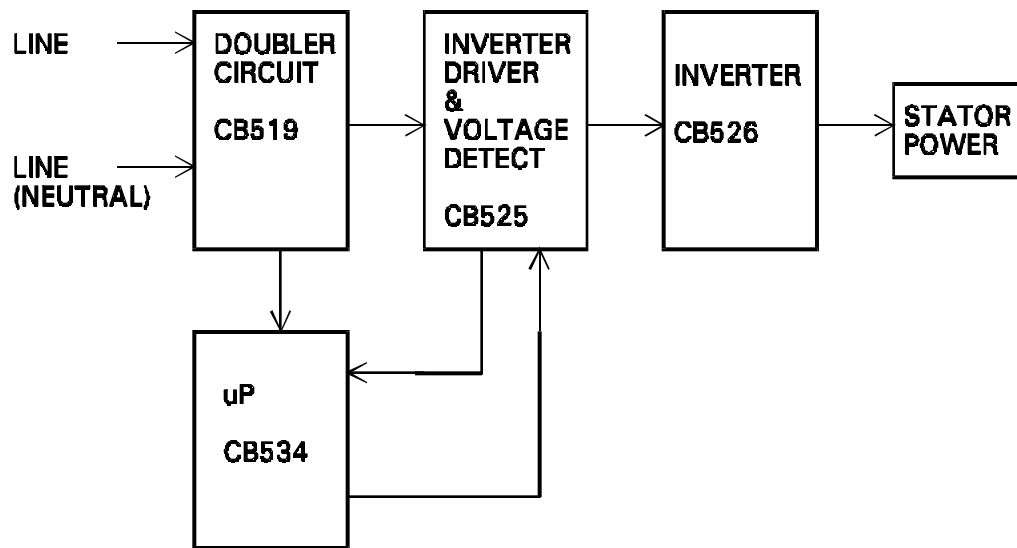 LINE
LINE
(NEUTRAL)
DOUBLER
CIRCUIT
CB519
INVERTER
DRIVER
&
VOLTAGE
DETECT
CB525
INVERTER
CB526
STATOR
POWER
uP
CB534